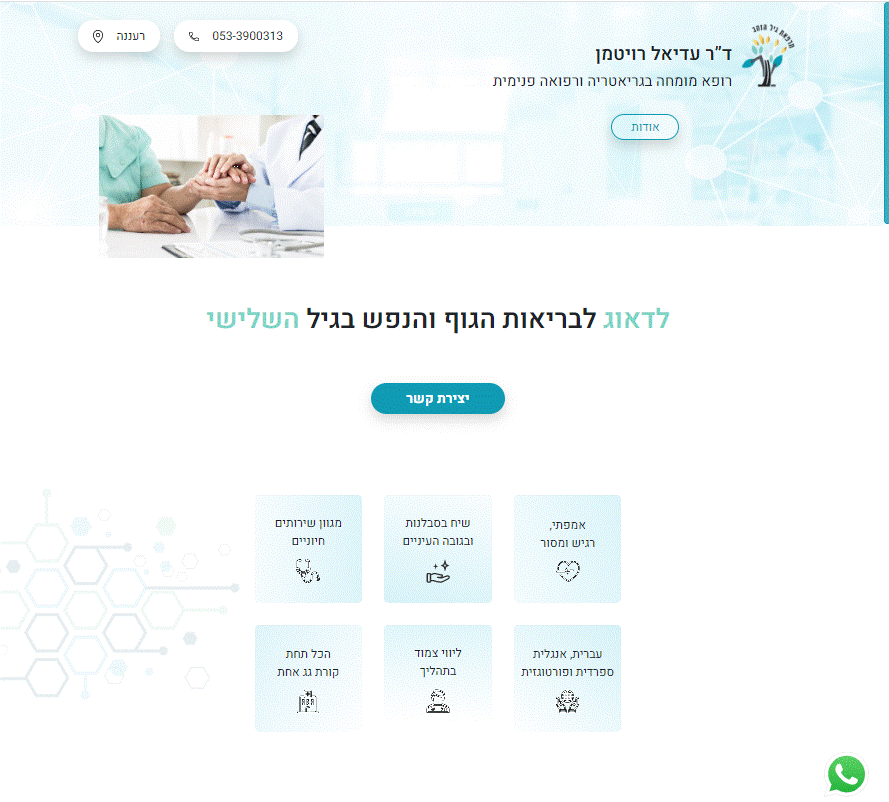 תרפאת גיל הזהב
ד״ר עדיאל רויטמן
רופא מומחה בגריאטריה ורפואה פנימית
אודות
053-3900313
רעננה
לדאוג לבריאות הגוף והנפש בגיל השלישי
יצירת קשר
אמפתי,
רגיש ומסור
שיח בסבלנות
ובגובה העיניים
מגוון שירותים
חיוניים
עברית, אנגלית
ספרדית ופורטוגזית
ליווי צמוד
בתהליך
הכל תחת
קורת גג אחת